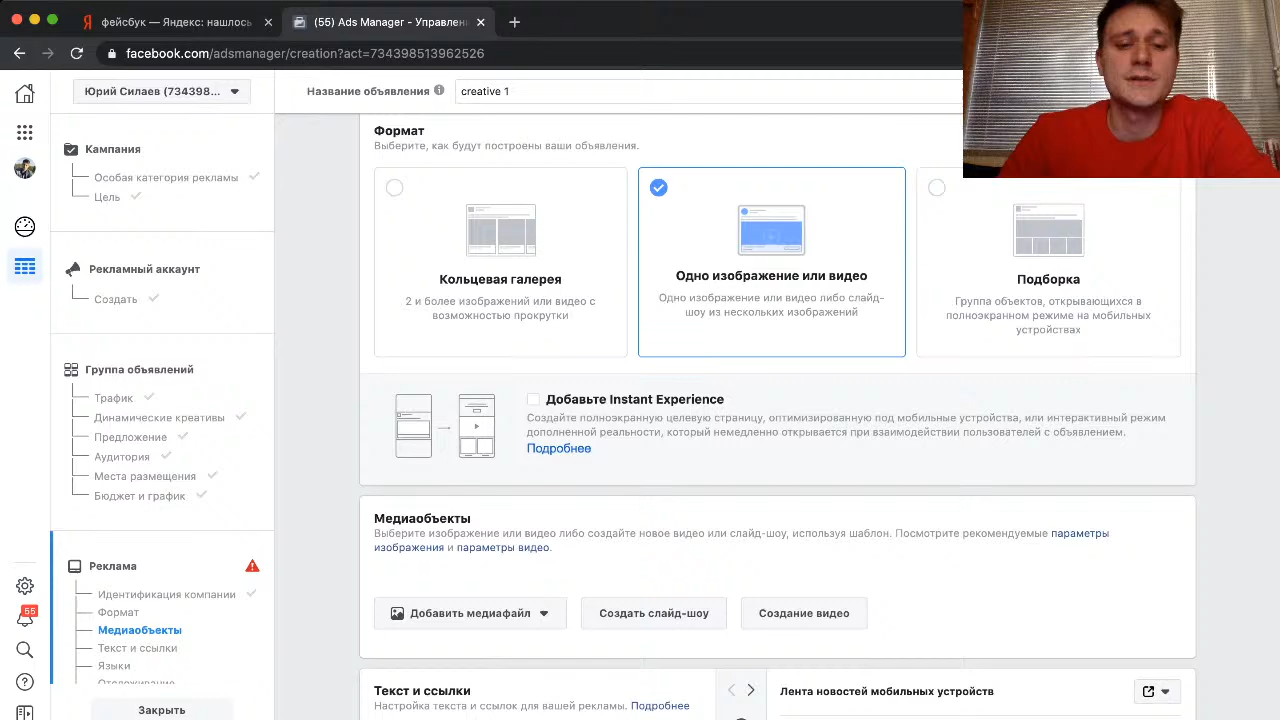 фейсбук — Яндекс: нашлось
(55) Ads Manager - Управлени
facebook.com/adsmanager/creation?act=734398513962526
Юрий Силаев (734398...
Название объявления
creative
Кампания
Особая категория рекламы
Цель
Рекламный аккаунт
Создать
Группа объявлений
Трафик
Динамические креативы
Предложение
Аудитория
Места размещения
Бюджет и график
Реклама
Идентификация компании
Формат
Медиаобъекты
Текст и ссылки
Языки
Отслеживание
Закрыть
55
Формат
Выберите, как будут построены ваши объявления.
Кольцевая галерея
2 и более изображений или видео с
возможностью прокрутки
Одно изображение или видео
Одно изображение или видео либо слайд-
шоу из нескольких изображений
Подборка
Группа объектов, открывающихся в
полноэкранном режиме на мобильных
устройствах
Добавьте Instant Experience
Создайте полноэкранную целевую страницу, оптимизированную под мобильные устройства, или интерактивный режим
дополненной реальности, который немедленно открывается при взаимодействии пользователей с объявлением.
Подробнее
Медиаобъекты
Выберите изображение или видео либо создайте новое видео или слайд-шоу, используя шаблон. Посмотрите рекомендуемые параметры
изображения и параметры видео.
Добавить медиафайл
Создать слайд-шоу
Создание видео
Текст и ссылки
Настройка текста и ссылок для вашей рекламы. Подробнее
Лента новостей мобильных устройств